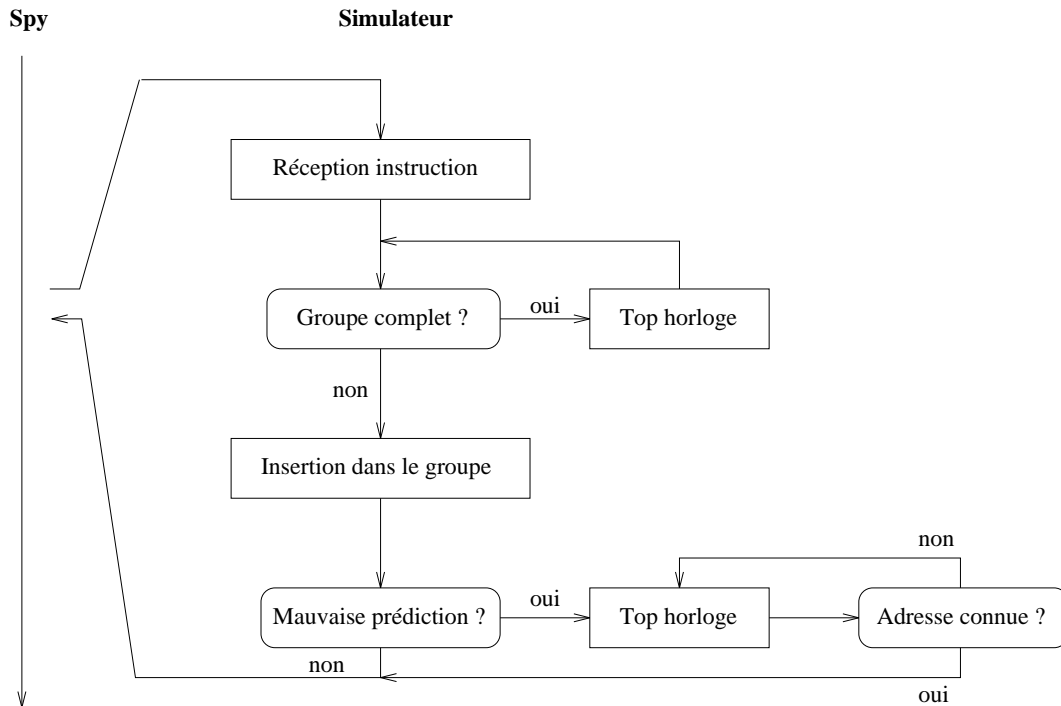 Spy
Simulateur
Réception instruction
Groupe complet ?
oui
Top horloge
non
Insertion dans le groupe
non
Mauvaise prédiction ?
oui
Top horloge
Adresse connue ?
non
oui